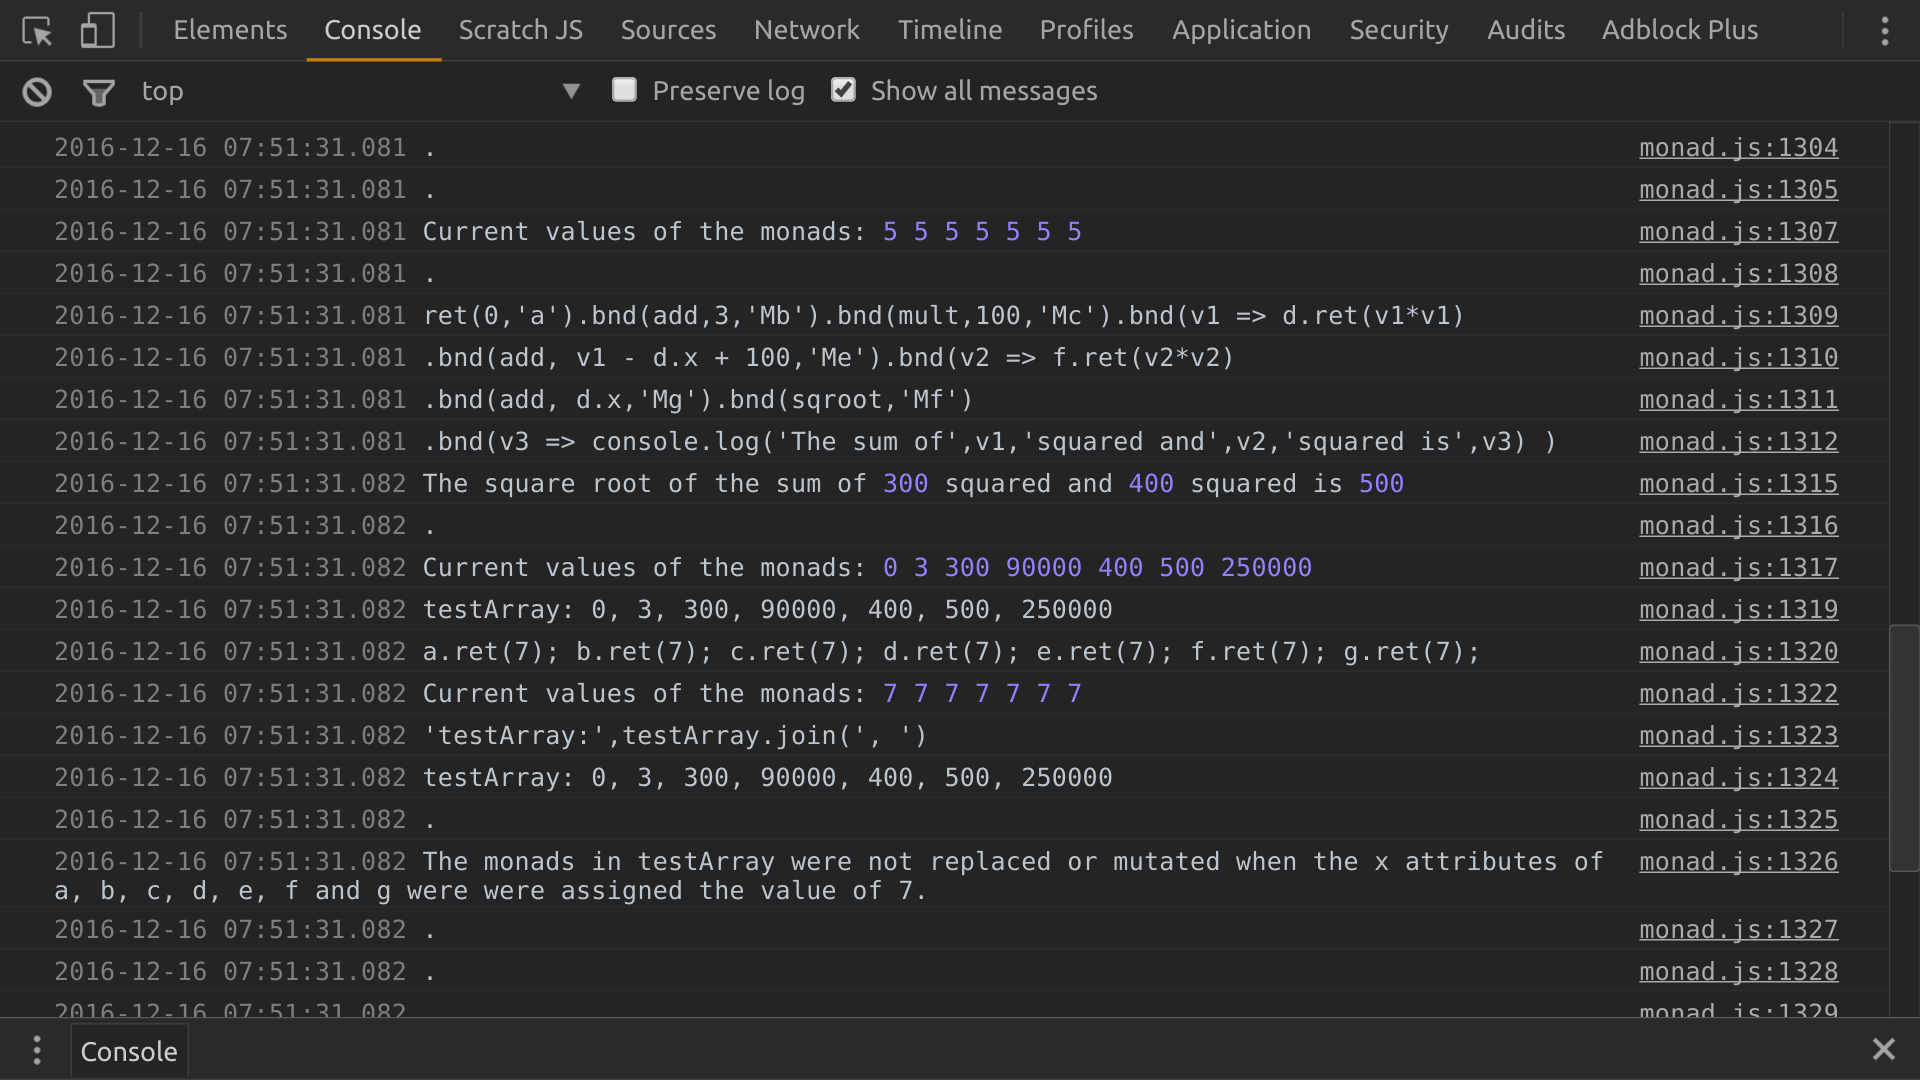 Elements Console Scratch JS Sources Network Timeline Profiles Application Security Audits Adblock Plus
top Preserve log Show all messages
2016-12-16 07:51:31.081 . monad.js:1304
2016-12-16 07:51:31.081 . monad.js:1305
2016-12-16 07:51:31.081 Current values of the monads: 5 5 5 5 5 5 5 monad.js:1307
2016-12-16 07:51:31.081 . monad.js:1308
2016-12-16 07:51:31.081 ret(0,'a').bnd(add,3,'Mb').bnd(mult,100,'Mc').bnd(v1 => d.ret(v1*v1) monad.js:1309
2016-12-16 07:51:31.081 .bnd(add, v1 - d.x + 100,'Me').bnd(v2 => f.ret(v2*v2) monad.js:1310
2016-12-16 07:51:31.081 .bnd(add, d.x,'Mg').bnd(sqroot,'Mf') monad.js:1311
2016-12-16 07:51:31.081 .bnd(v3 => console.log('The sum of',v1,'squared and',v2,'squared is',v3) ) monad.js:1312
2016-12-16 07:51:31.082 The square root of the sum of 300 squared and 400 squared is 500 monad.js:1315
2016-12-16 07:51:31.082 . monad.js:1316
2016-12-16 07:51:31.082 Current values of the monads: 0 3 300 90000 400 500 250000 monad.js:1317
2016-12-16 07:51:31.082 testArray: 0, 3, 300, 90000, 400, 500, 250000 monad.js:1319
2016-12-16 07:51:31.082 a.ret(7); b.ret(7); c.ret(7); d.ret(7); e.ret(7); f.ret(7); g.ret(7); monad.js:1320
2016-12-16 07:51:31.082 Current values of the monads: 7 7 7 7 7 7 7 monad.js:1322
2016-12-16 07:51:31.082 'testArray:',testArray.join(', ') monad.js:1323
2016-12-16 07:51:31.082 testArray: 0, 3, 300, 90000, 400, 500, 250000 monad.js:1324
2016-12-16 07:51:31.082 . monad.js:1325
2016-12-16 07:51:31.082 The monads in testArray were not replaced or mutated when the x attributes of monad.js:1326
a, b, c, d, e, f and g were were assigned the value of 7.
2016-12-16 07:51:31.082 . monad.js:1327
2016-12-16 07:51:31.082 . monad.js:1328
2016-12-16 07:51:31.082 monad.js:1329
Console